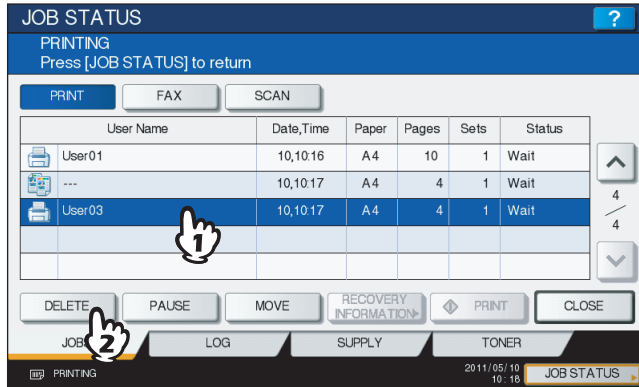 JOB STATUS ?
PRINTING
Press [JOB STATUS] to return
PRINT FAX SCAN
User Name Date,Time Paper Pages Sets Status
User01 10,10:16 A4 10 1 Wait
--- 10,10:17 A4 4 1 Wait
User03 10,10:17 A4 4 1 Wait
4
4
1
DELETE PAUSE MOVE RECOVERY INFORMATION PRINT CLOSE
2
JOBS LOG SUPPLY TONER
PRINTING 2011/05/10
10:18 JOB STATUS